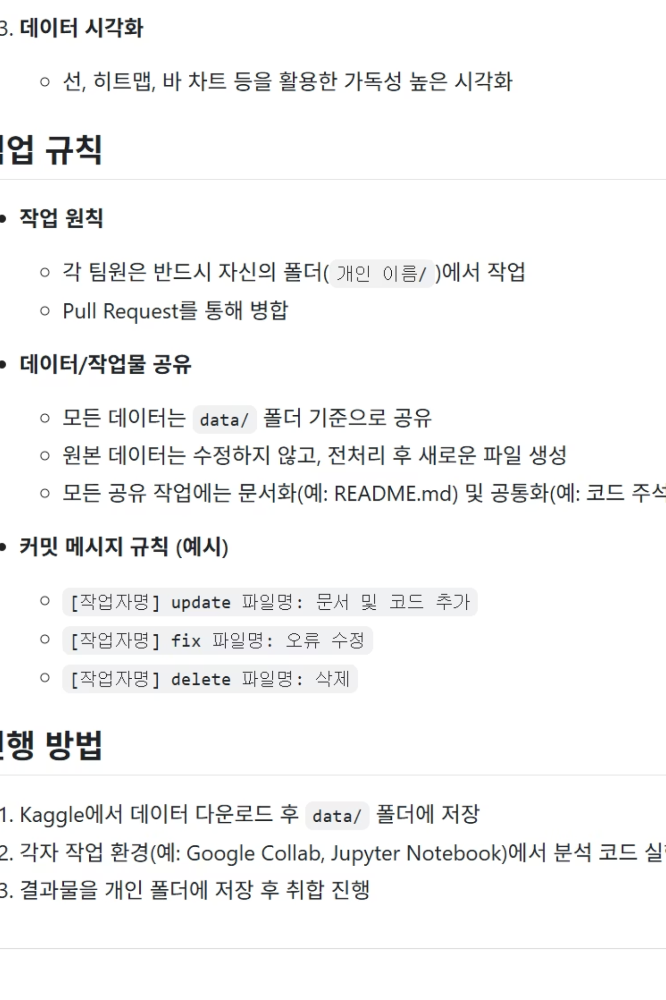 3. 데이터 시각화
선, 히트맵, 바 차트 등을 활용한 가독성 높은 시각화
규칙
작업 원칙
각 팀원은 반드시 자신의 폴더(개인 이름/)에서 작업
Pull Request를 통해 병합
데이터/작업물 공유
모든 데이터는 data/ 폴더 기준으로 공유
원본 데이터는 수정하지 않고, 전처리 후 새로운 파일 생성
모든 공유 작업에는 문서화(예: README.md) 및 공통화(예: 코드 주석
커밋 메시지 규칙 (예시)
[작업자명] update 파일명: 문서 및 코드 추가
[작업자명] fix 파일명: 오류 수정
[작업자명] delete 파일명: 삭제
방법
1. Kaggle에서 데이터 다운로드 후 data/ 폴더에 저장
2. 각자 작업 환경(예: Google Collab, Jupyter Notebook)에서 분석 코드
3. 결과물을 개인 폴더에 저장 후 취합 진행